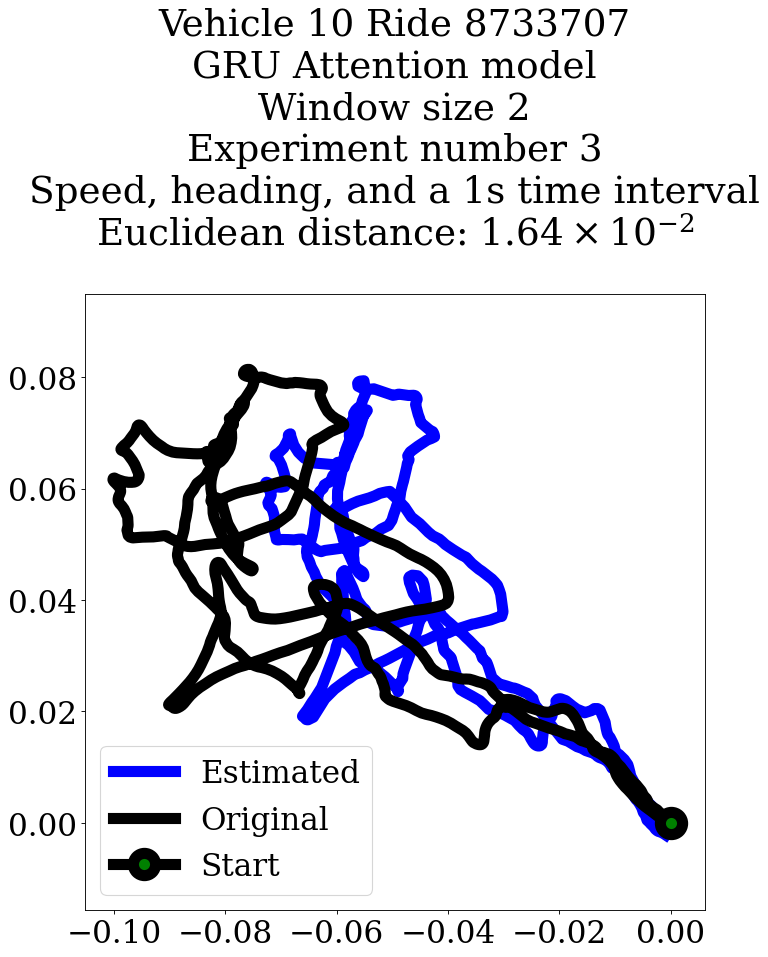 Vehicle 10 Ride 8733707
GRU Attention model
Window size 2
Experiment number 3
Speed, heading, and a 1s time interval
Euclidean distance: 1.64 × 10⁻²
0.08
0.06
0.04
0.02
0.00
Estimated
Original
Start
−0.10 −0.08 −0.06 −0.04 −0.02 0.00